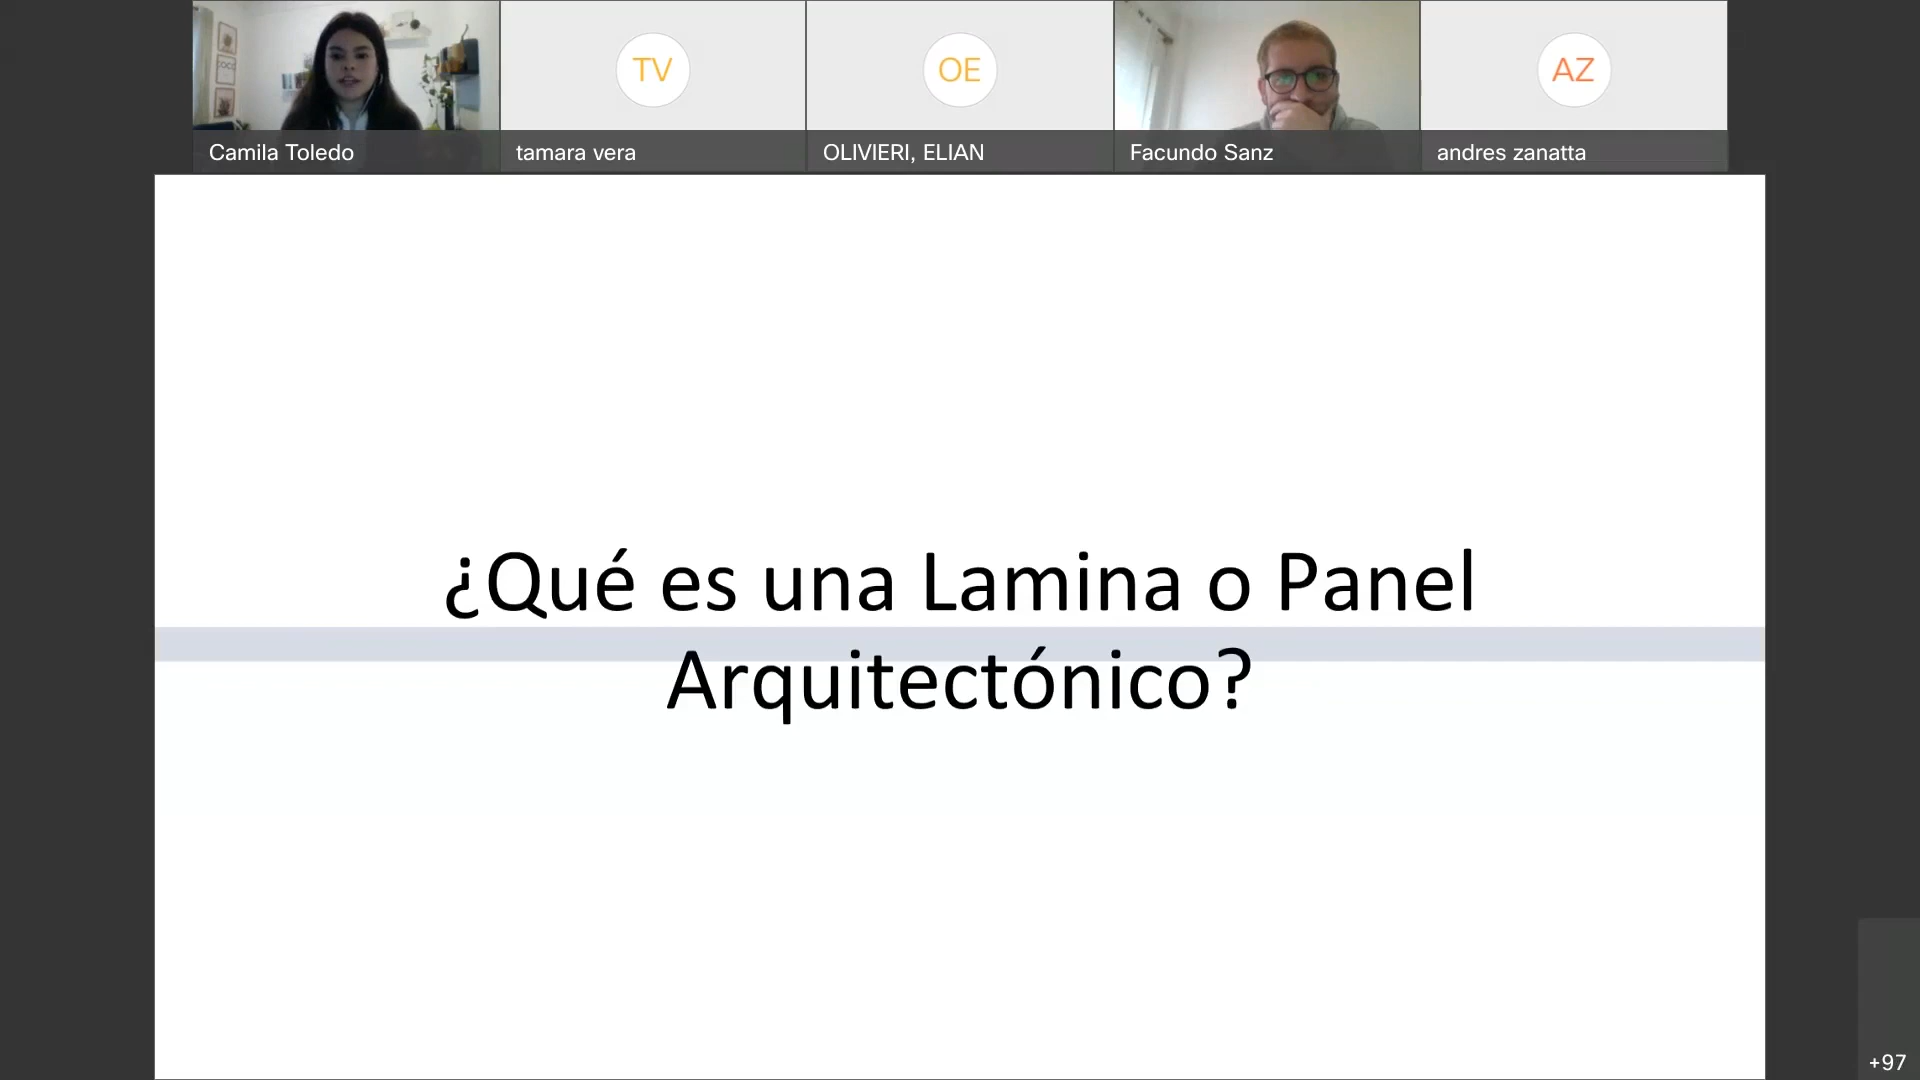 TV
OE
AZ
Camila Toledo
tamara vera
OLIVIERI, ELIAN
Facundo Sanz
andres zanatta
¿Qué es una Lamina o Panel
Arquitectónico?
+97